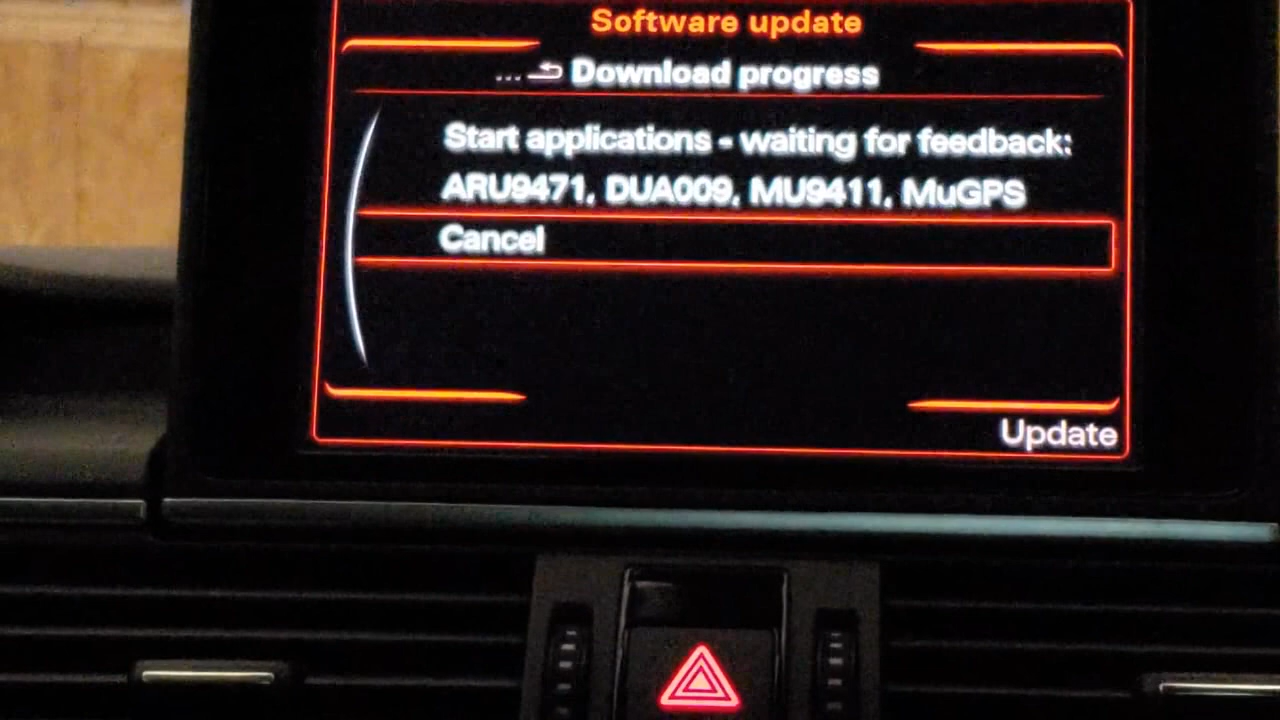 Software update
... Download progress
Start applications - waiting for feedback:
ARU9471, DUA009, MU9411, MuGPS
Cancel
Update